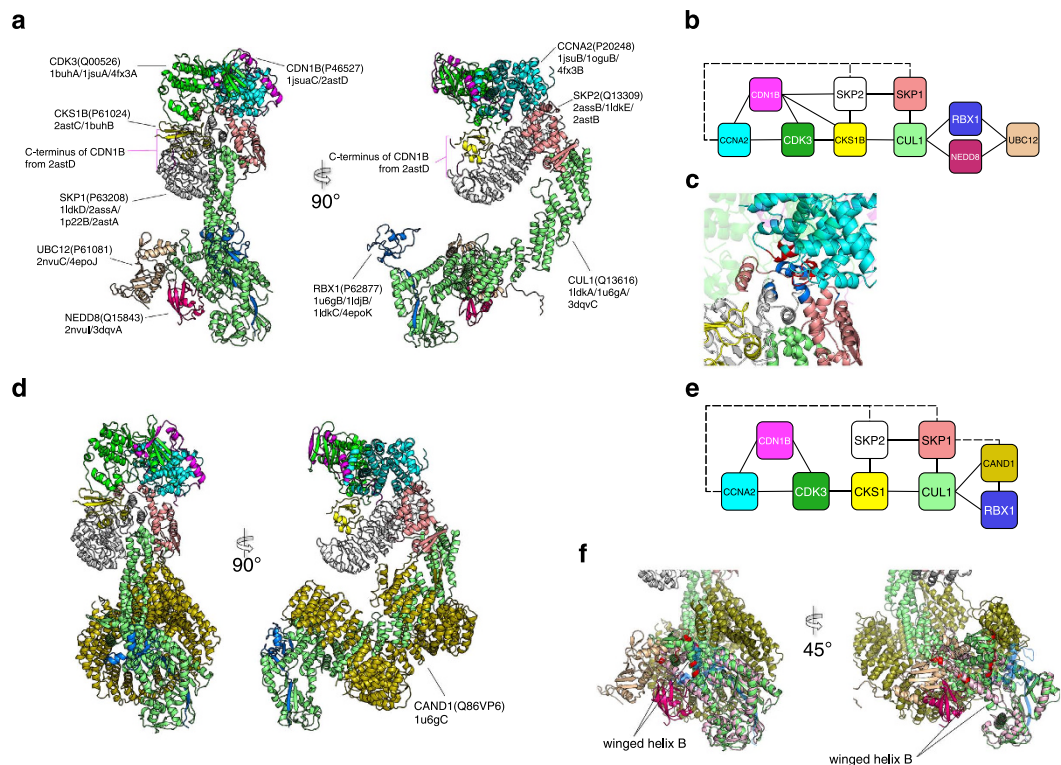 a
CDK3(Q00526)
1buhA/1jsuA/4fx3A
CDN1B(P46527)
1jsuaC/2astD
CKS1B(P61024)
2astC/1buhB
C-terminus of CDN1B
from 2astD
SKP1(P63208)
1ldkD/2assA/
1p22B/2astA
UBC12(P61081)
2nvuC/4epoJ
NEDD8(Q15843)
2nvuI/3dqvA
90°
CCNA2(P20248)
1jsuB/1oguB/
4fx3B
SKP2(Q13309)
2assB/1ldkE/
2astB
C-terminus of CDN1B
from 2astD
RBX1(P62877)
1u6gB/1ldjB/
1ldkC/4epoK
CUL1(Q13616)
1ldkA/1u6gA/
3dqvC
b
CDN1B
SKP2
SKP1
RBX1
CCNA2
CDK3
CKS1B
CUL1
UBC12
NEDD8
c
d
90°
CAND1(Q86VP6)
1u6gC
e
CDN1B
SKP2
SKP1
CAND1
CCNA2
CDK3
CKS1
CUL1
RBX1
f
45°
winged helix B
winged helix B